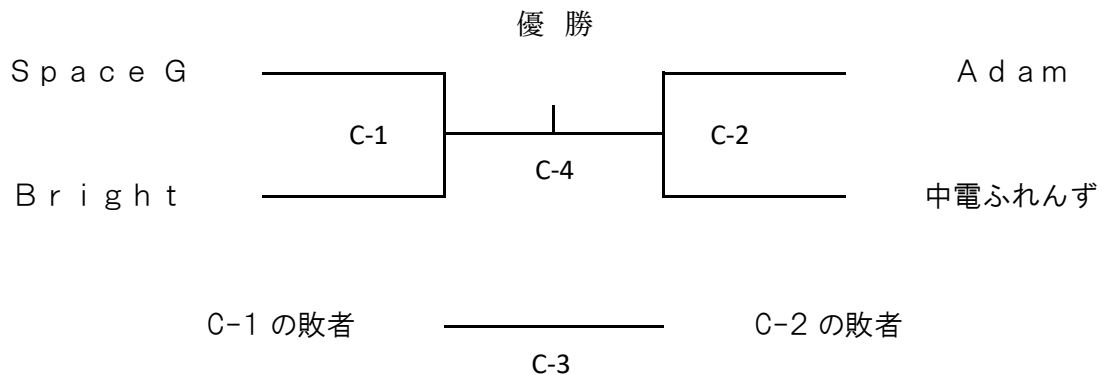 優 勝
Space G
Adam
C-1
C-2
C-4
Bright
中電ふれんず
C-1 の敗者
C-2 の敗者
C-3